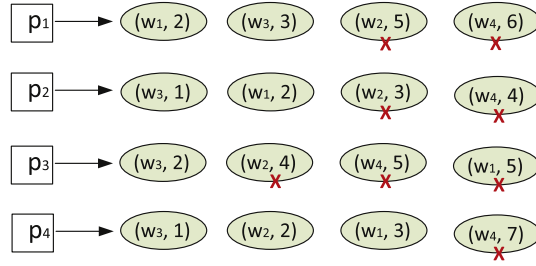 p1 (w1, 2) (w3, 3) (w2, 5) (w4, 6)
X X
p2 (w3, 1) (w1, 2) (w2, 3) (w4, 4)
X X
p3 (w3, 2) (w2, 4) (w4, 5) (w1, 5)
X X X
p4 (w3, 1) (w2, 2) (w1, 3) (w4, 7)
X